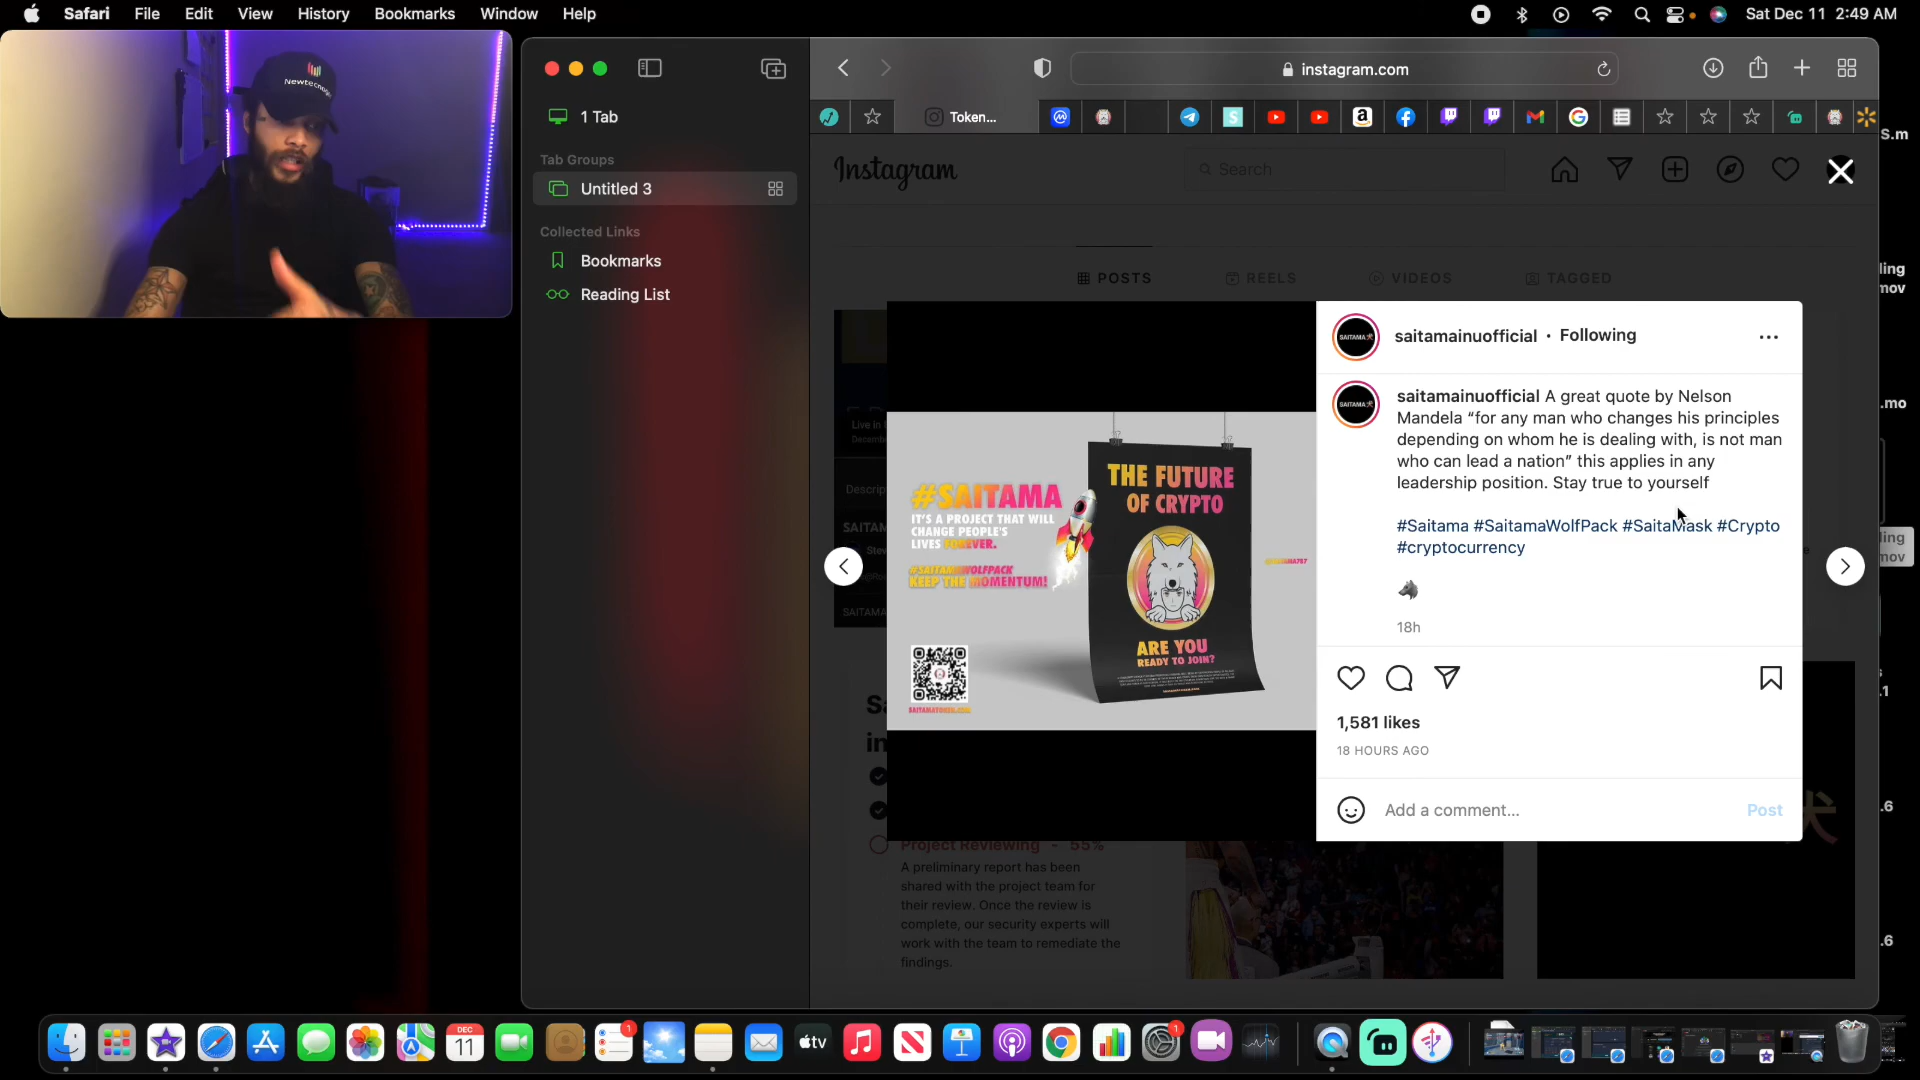 Safari File Edit View History Bookmarks Window Help
Sat Dec 11 2:49 AM
1 Tab
Tab Groups
Untitled 3
Collected Links
Bookmarks
Reading List
instagram.com
Token...
Instagram
Search
POSTS REELS VIDEOS TAGGED
saitamainuofficial • Following
saitamainuofficial A great quote by Nelson
Mandela “for any man who changes his principles
depending on whom he is dealing with, is not man
who can lead a nation” this applies in any
leadership position. Stay true to yourself
#Saitama #SaitamaWolfPack #SaitaMask #Crypto
#cryptocurrency
18h
1,581 likes
18 HOURS AGO
Add a comment...
Post
#SAITAMA
IT'S A PROJECT THAT WILL
CHANGE PEOPLE'S
LIVES FOREVER.
#SAITAMAWOLFPACK
KEEP THE MOMENTUM!
SAITAMATOKEN.COM
THE FUTURE
OF CRYPTO
ARE YOU
READY TO JOIN?
Project Reviewing - 55%
A preliminary report has been
shared with the project team for
their review. Once the review is
complete, our security experts will
work with the team to remediate the
findings.
DEC
11
tv